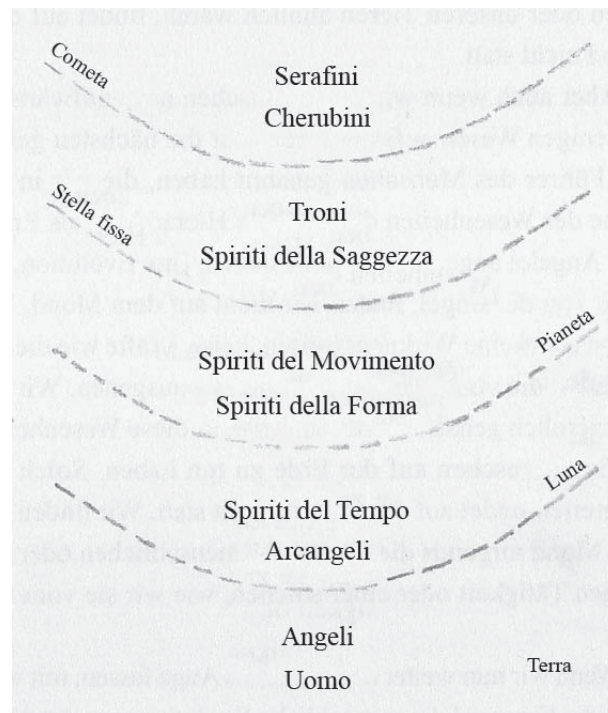 Cometa
Serafini
Cherubini
Stella fissa
Troni
Spiriti della Saggezza
Pianeta
Spiriti del Movimento
Spiriti della Forma
Luna
Spiriti del Tempo
Arcangeli
Angeli
Uomo
Terra